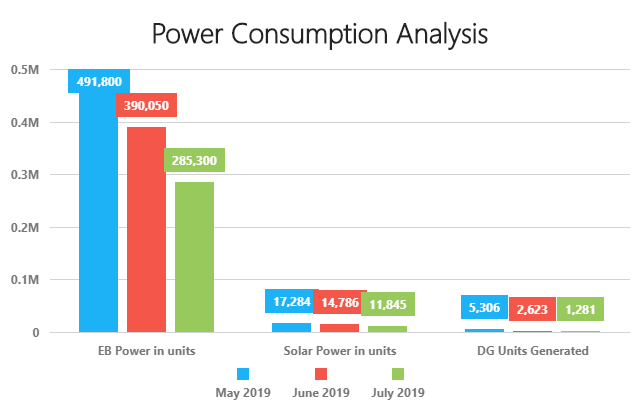 Power Consumption Analysis
0.5M
491,800
390,050
0.4M
0.3M
285,300
0.2M
0.1M
17,284 14,786 11,845
5,306 2,623 1,281
0
EB Power in units Solar Power in units DG Units Generated
May 2019 June 2019 July 2019